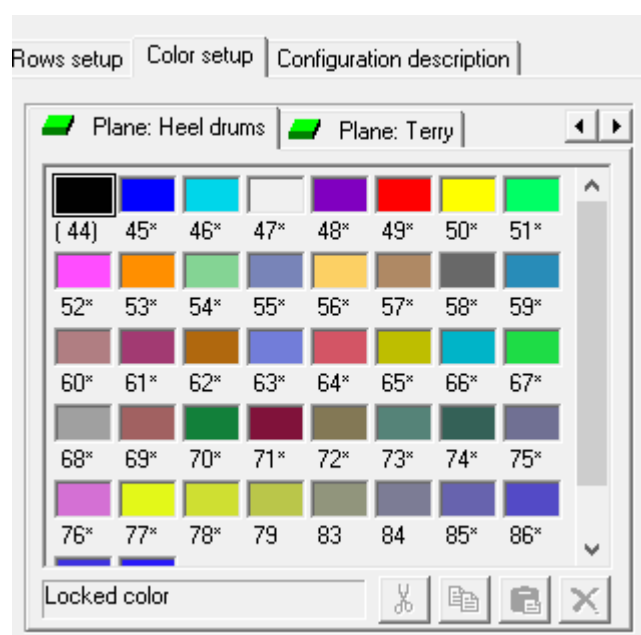 Rows setup Color setup Configuration description
Plane: Heel drums Plane: Terry
( 44) 45* 46* 47* 48* 49* 50* 51*
52* 53* 54* 55* 56* 57* 58* 59*
60* 61* 62* 63* 64* 65* 66* 67*
68* 69* 70* 71* 72* 73* 74* 75*
76* 77* 78* 79 83 84 85* 86*
Locked color